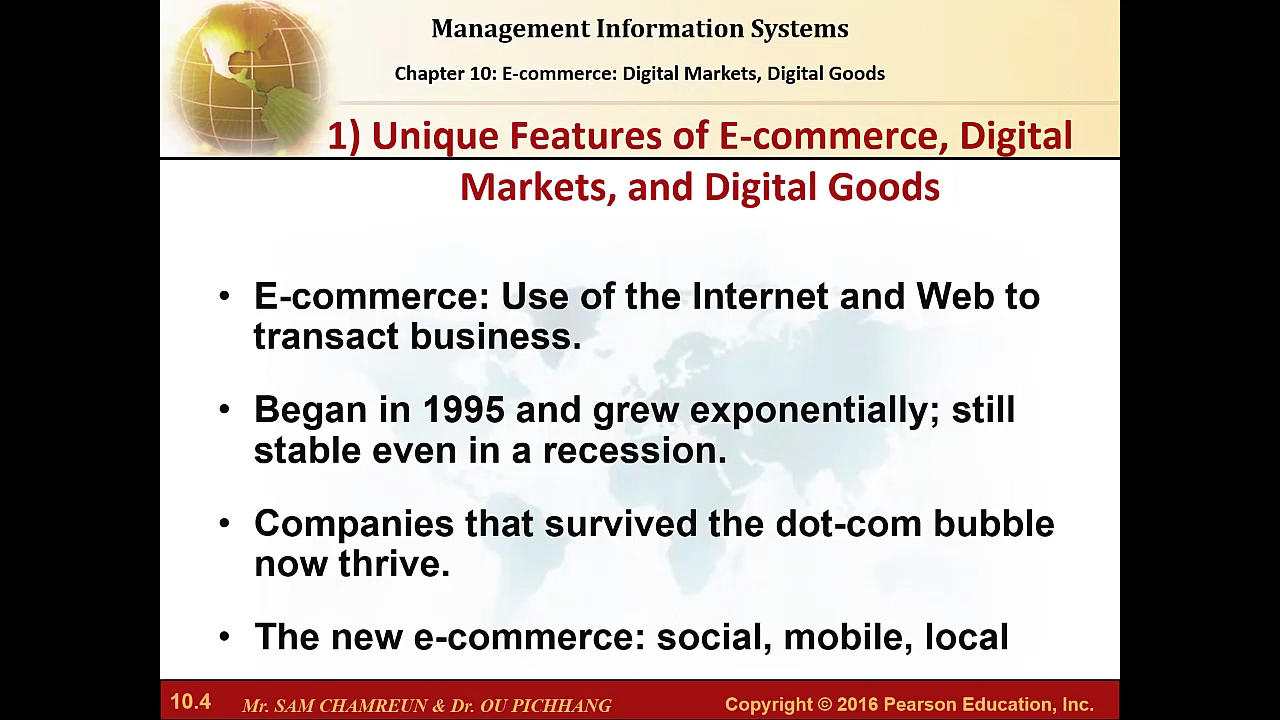 Management Information Systems
Chapter 10: E-commerce: Digital Markets, Digital Goods
1) Unique Features of E-commerce, Digital
Markets, and Digital Goods
• E-commerce: Use of the Internet and Web to
transact business.
• Began in 1995 and grew exponentially; still
stable even in a recession.
• Companies that survived the dot-com bubble
now thrive.
• The new e-commerce: social, mobile, local
10.4 Mr. SAM CHAMREUN & Dr. OU PICHHANG Copyright © 2016 Pearson Education, Inc.